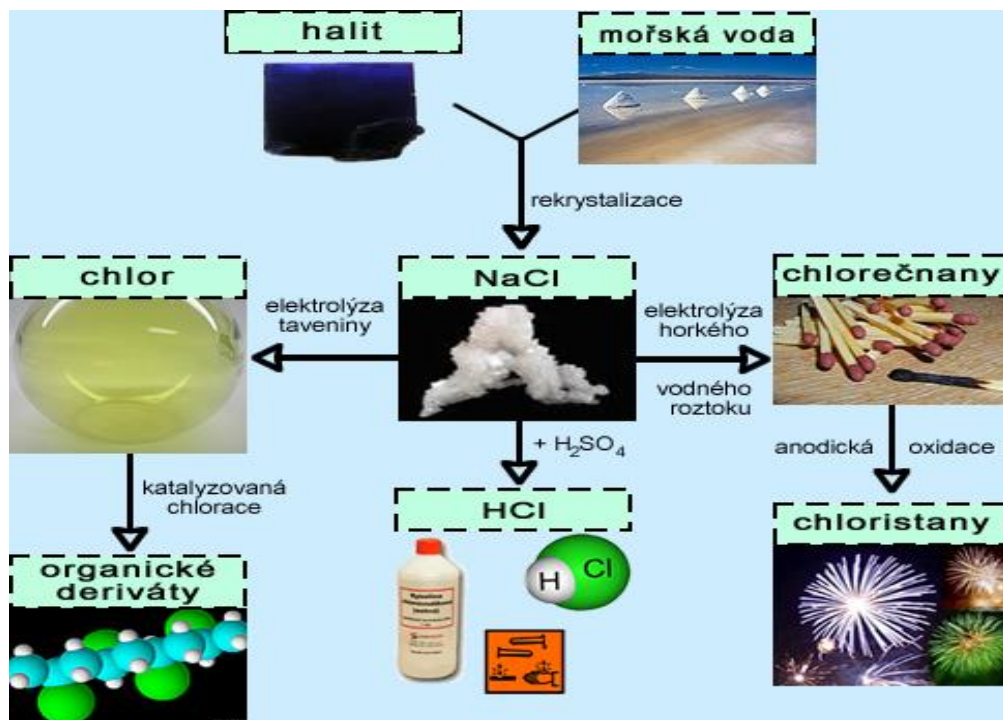 halit
mořská voda
rekrystalizace
chlor
NaCl
chlorečnany
elektrolýza
taveniny
elektrolýza
horkého
vodného
roztoku
+ H₂SO₄
anodická oxidace
katalyzovaná
chlorace
HCl
chloristany
organické
deriváty
H
Cl